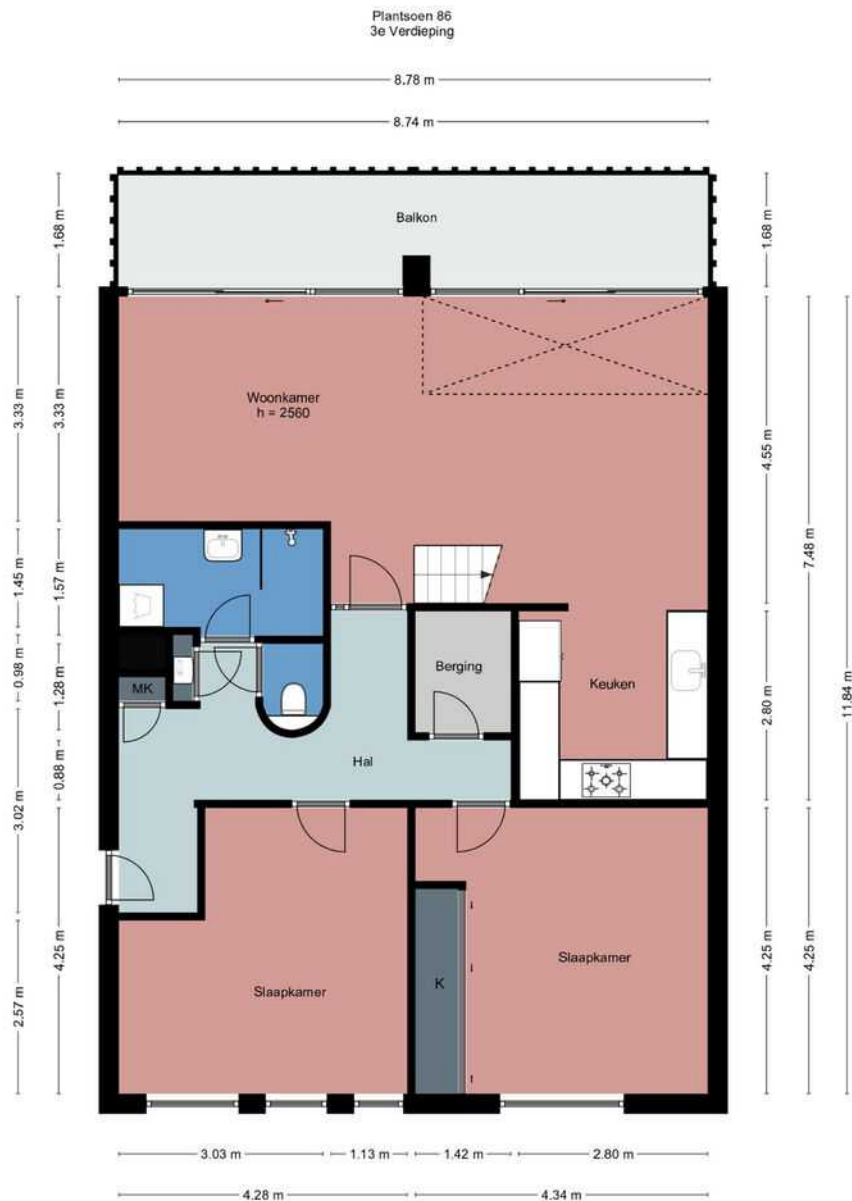 Plantsoen 86
3e Verdieping
8.78 m
8.74 m
1.68 m
1.68 m
Balkon
Woonkamer
h = 2560
3.33 m
3.33 m
4.55 m
7.48 m
11.84 m
1.45 m
1.57 m
0.98 m
1.28 m
MK
Berging
Keuken
2.80 m
Hal
0.88 m
3.02 m
4.25 m
2.57 m
Slaapkamer
K
Slaapkamer
4.25 m
4.25 m
3.03 m
1.13 m
1.42 m
2.80 m
4.28 m
4.34 m